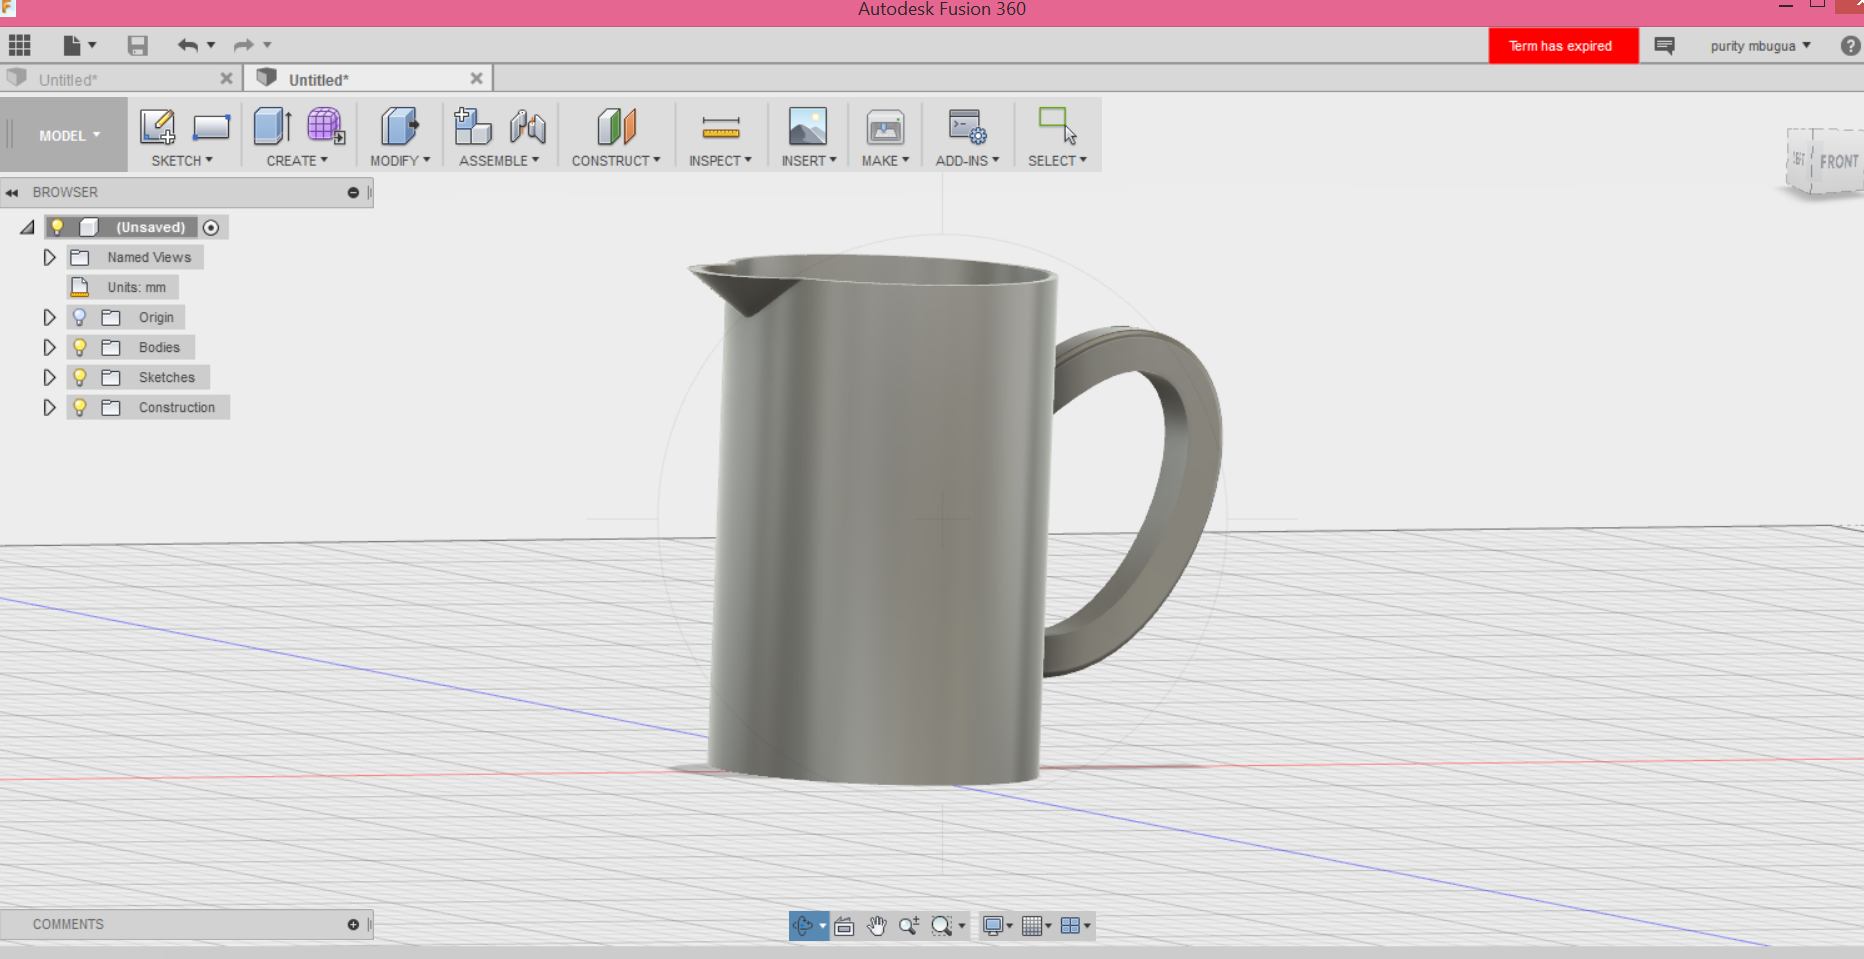 Autodesk Fusion 360
Term has expired
purity mbugua
?
Untitled*
Untitled*
MODEL
SKETCH
CREATE
MODIFY
ASSEMBLE
CONSTRUCT
INSPECT
INSERT
MAKE
ADD-INS
SELECT
FRONT
BROWSER
(Unsaved)
Named Views
Units: mm
Origin
Bodies
Sketches
Construction
COMMENTS